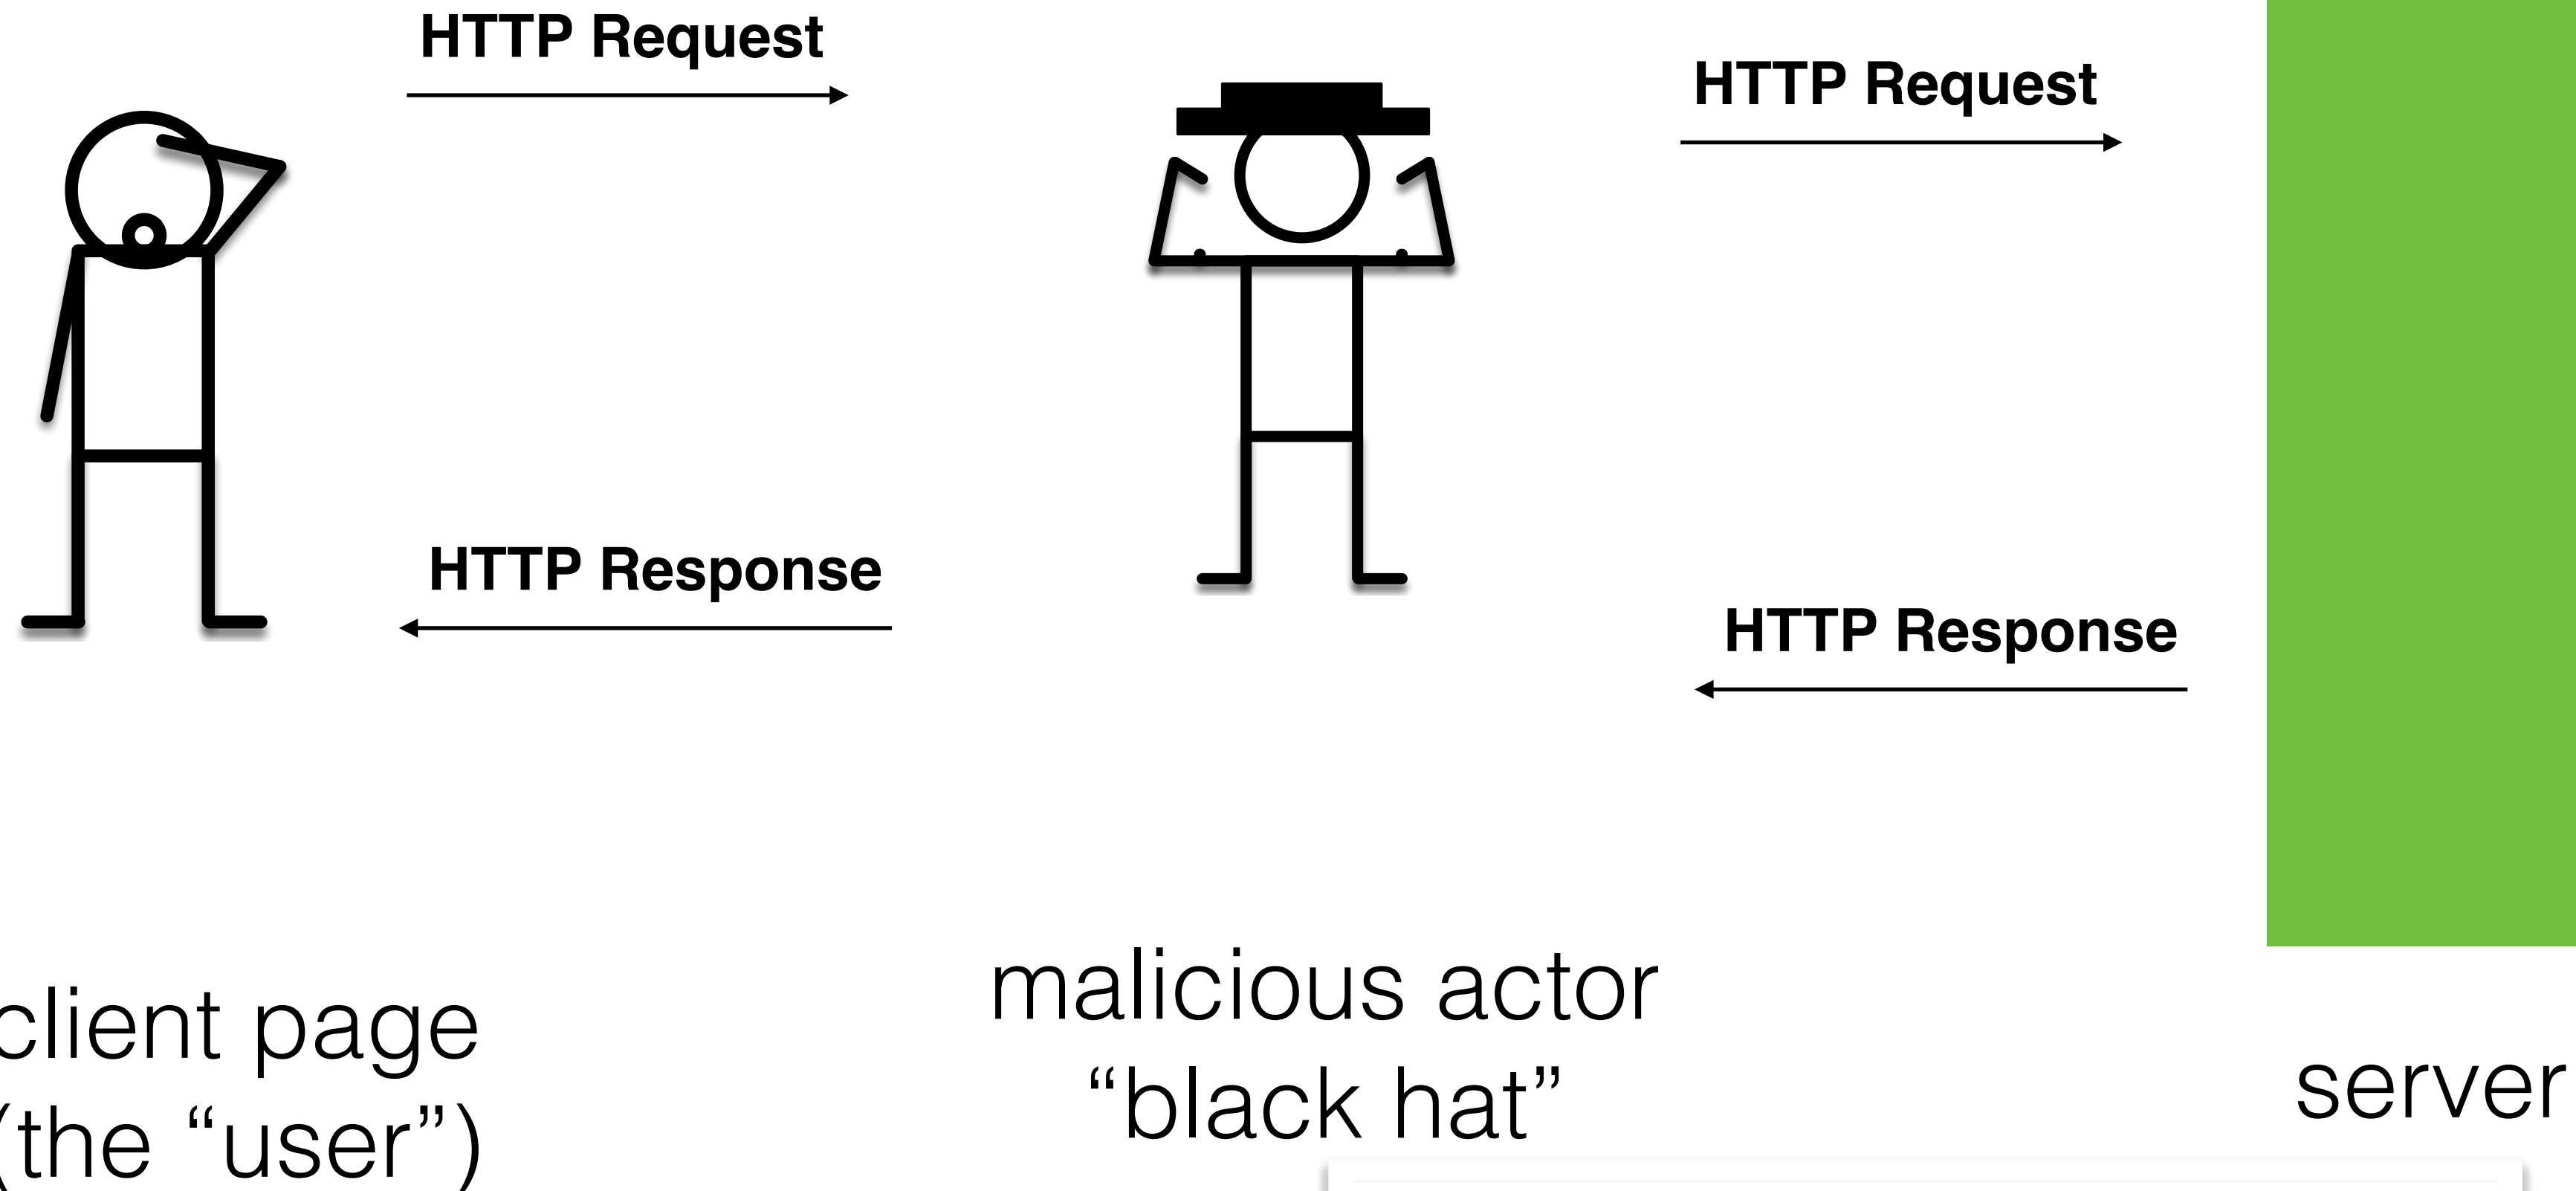 HTTP Request
HTTP Request
HTTP Response
HTTP Response
client page
(the “user”)
malicious actor
“black hat”
server